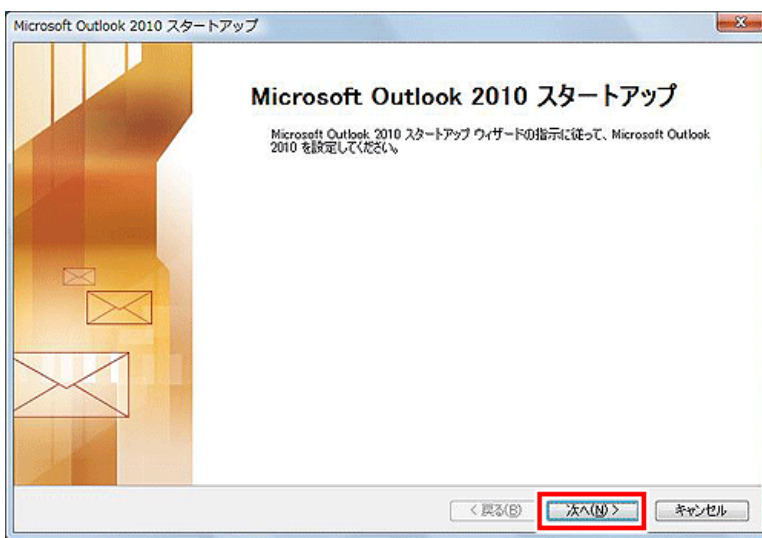 Microsoft Outlook 2010 スタートアップ
Microsoft Outlook 2010 スタートアップ
Microsoft Outlook 2010 スタートアップ ウィザードの指示に従って、Microsoft Outlook
2010 を設定してください。
< 戻る(B) 次へ(N) > キャンセル